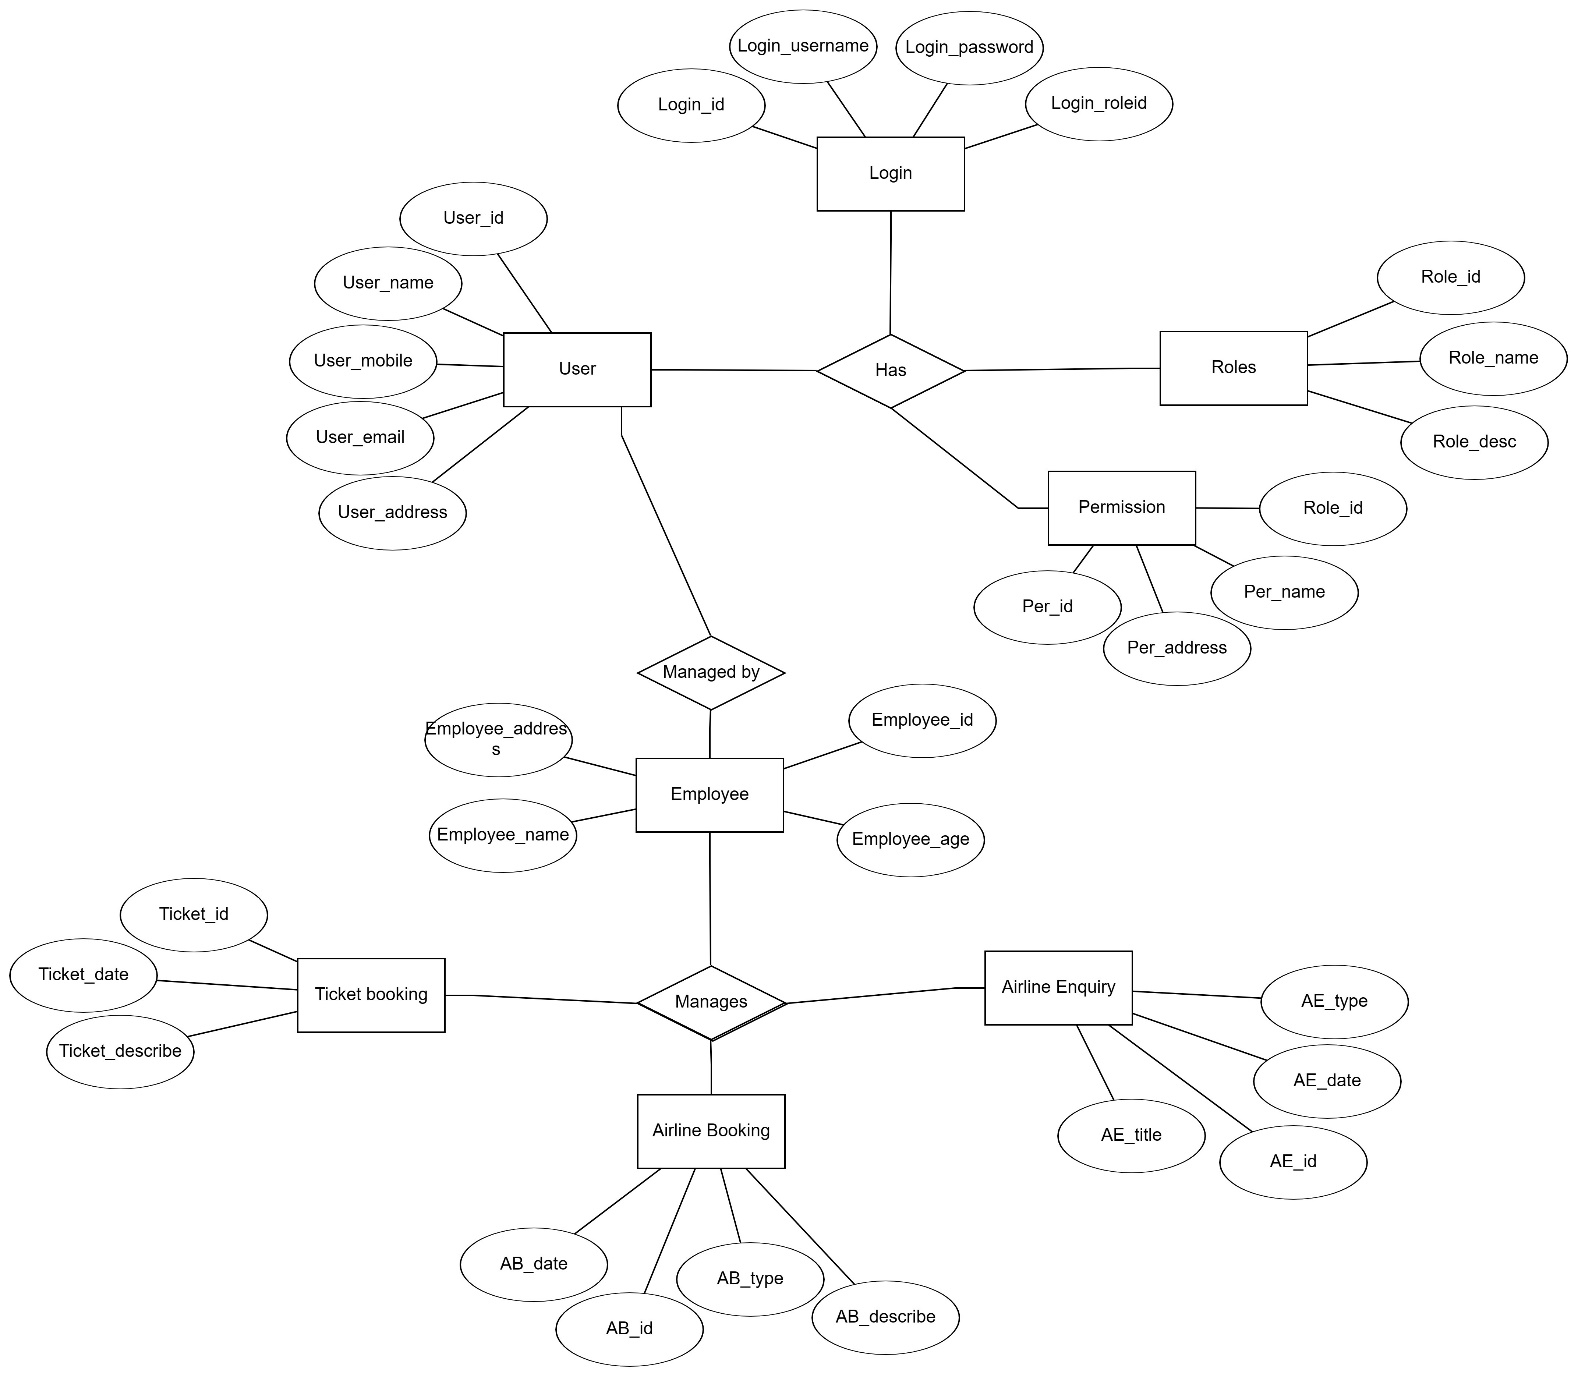 Login_username
Login_password
Login_id
Login_roleid
Login
User_id
User_name
User_mobile
User_email
User_address
User
Has
Roles
Role_id
Role_name
Role_desc
Permission
Role_id
Per_name
Per_id
Per_address
Managed by
Employee_addres
s
Employee_id
Employee
Employee_name
Employee_age
Ticket_id
Ticket_date
Ticket_describe
Ticket booking
Manages
Airline Enquiry
AE_type
AE_date
AE_title
AE_id
Airline Booking
AB_date
AB_id
AB_type
AB_describe